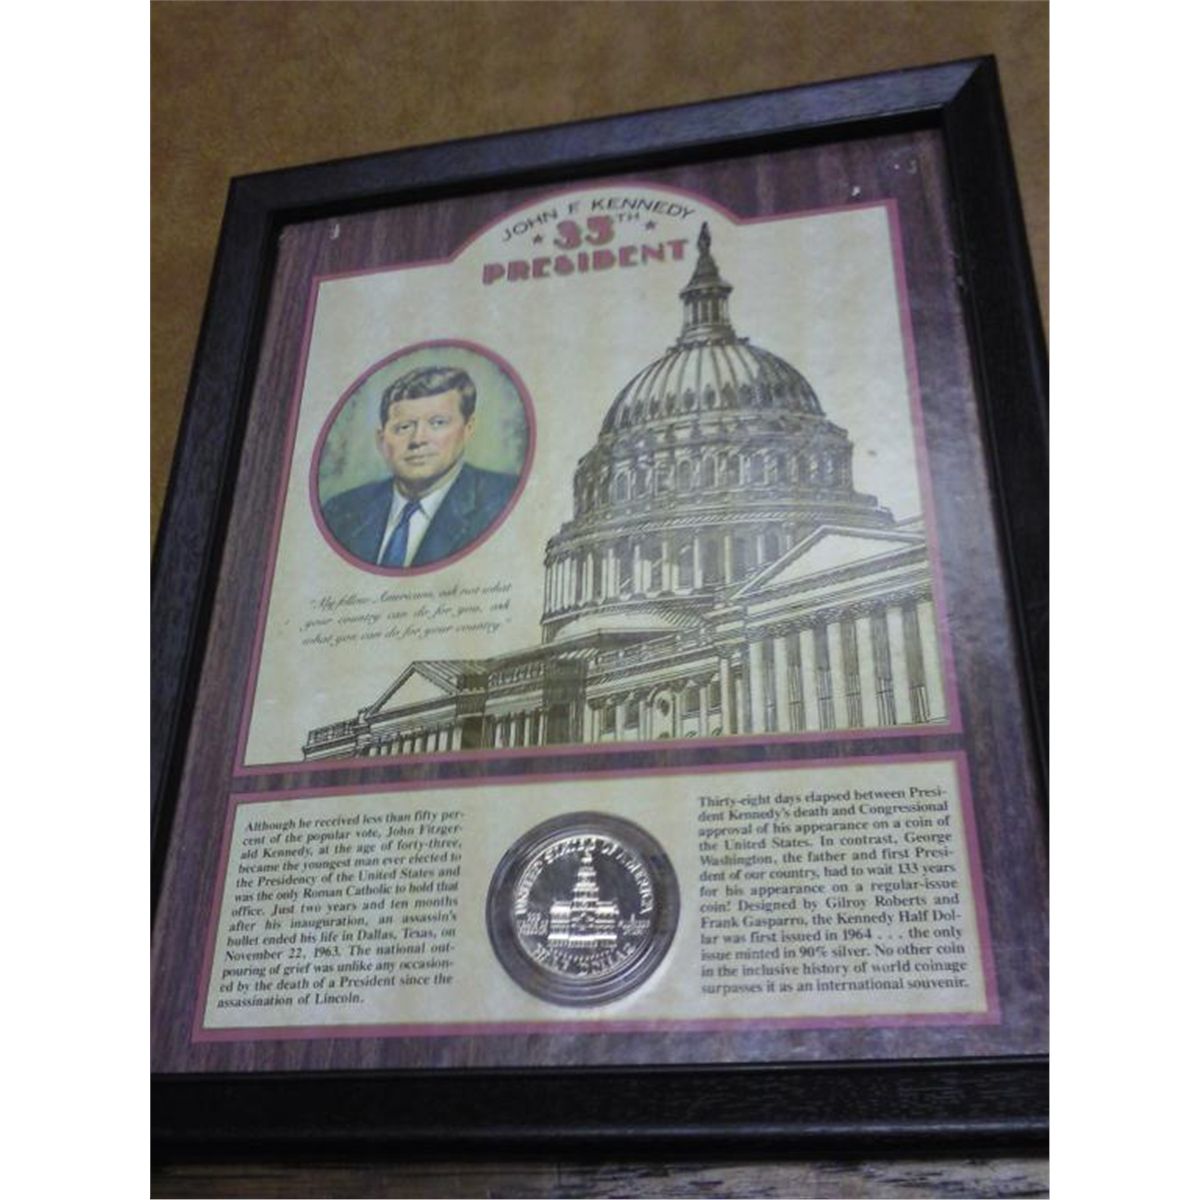 JOHN F KENNEDY
★ 35TH ★
PRESIDENT
"My fellow Americans, ask not what
your country can do for you, ask
what you can do for your country."
Although he received less than fifty per-
cent of the popular vote, John Fitzger-
ald Kennedy, at the age of forty-three,
became the youngest man ever elected to
the Presidency of the United States and
was the only Roman Catholic to hold that
office. Just two years and ten months
after his inauguration, an assassin's
bullet ended his life in Dallas, Texas, on
November 22, 1963. The national out-
pouring of grief was unlike any occasion-
ed by the death of a President since the
assassination of Lincoln.
UNITED STATES OF AMERICA
HALF DOLLAR
Thirty-eight days elapsed between Presi-
dent Kennedy's death and Congressional
approval of his appearance on a coin of
the United States. In contrast, George
Washington, the father and first Presi-
dent of our country, had to wait 133 years
for his appearance on a regular-issue
coin! Designed by Gilroy Roberts and
Frank Gasparro, the Kennedy Half Dol-
lar was first issued in 1964 . . . the only
issue minted in 90% silver. No other coin
in the inclusive history of world coinage
surpasses it as an international souvenir.